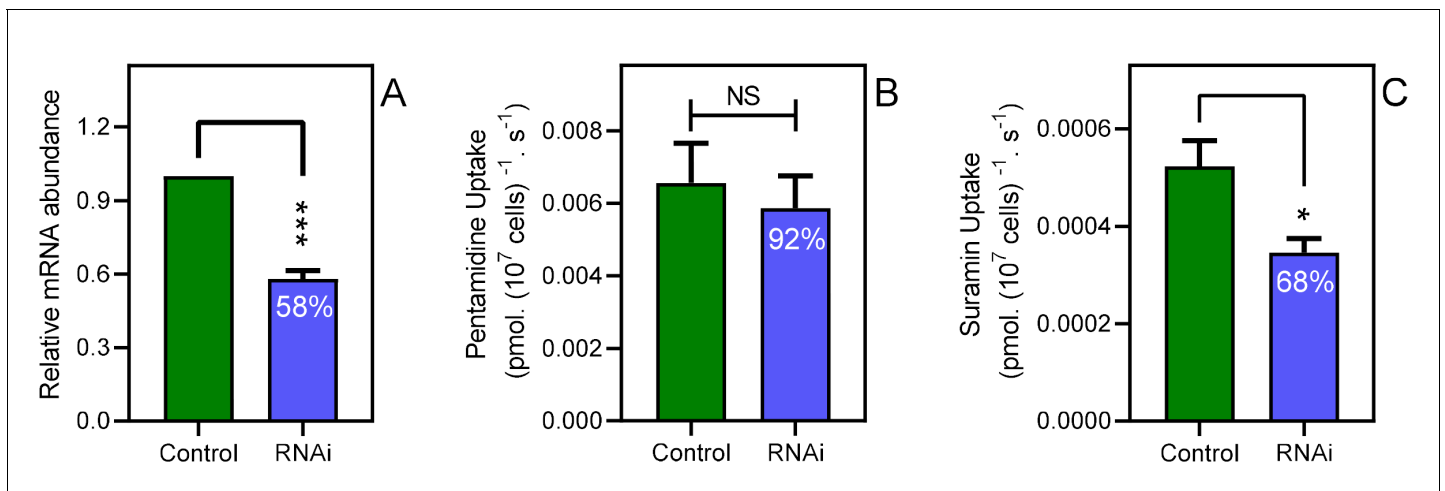 A
Relative mRNA abundance
1.2
0.9
0.6
0.3
0.0
***
58%
Control
RNAi
B
Pentamidine Uptake
(pmol. (10⁷ cells) ⁻¹ . s⁻¹)
0.008
0.006
0.004
0.002
0.000
NS
92%
Control
RNAi
C
Suramin Uptake
(pmol. (10⁷ cells) ⁻¹ . s⁻¹)
0.0006
0.0004
0.0002
0.0000
*
68%
Control
RNAi